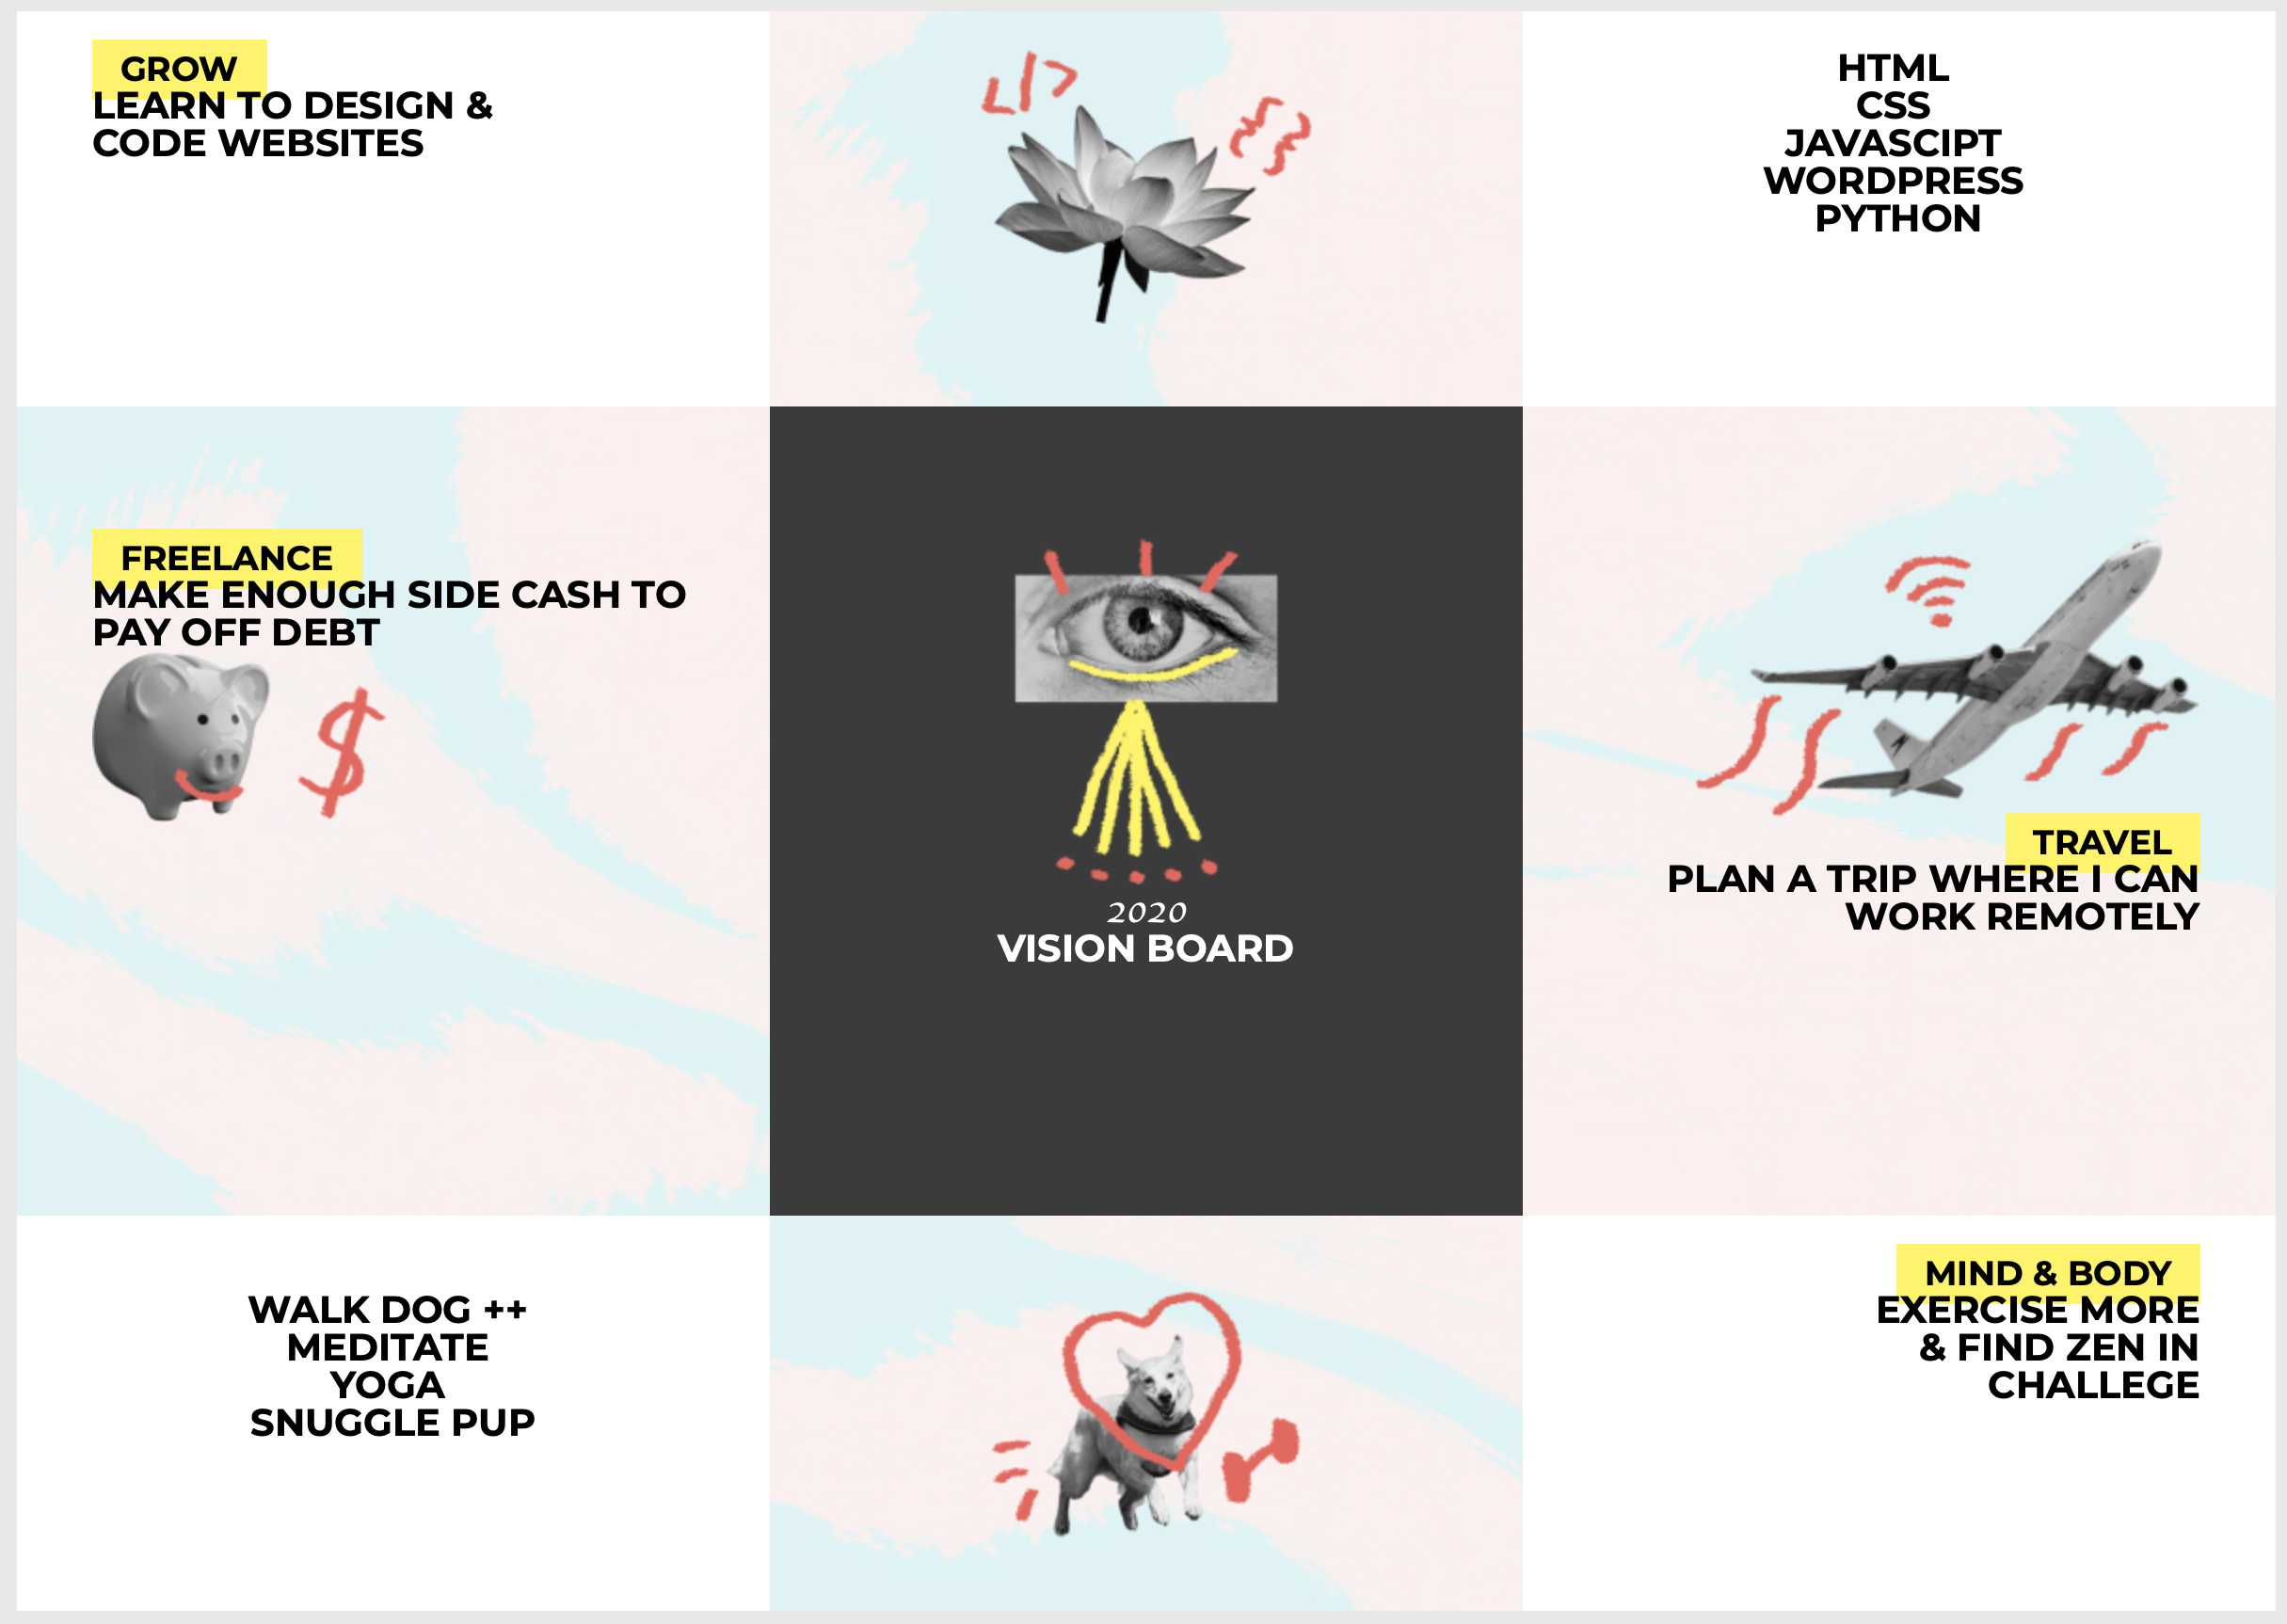 GROW
LEARN TO DESIGN &
CODE WEBSITES
</>
{ }
HTML
CSS
JAVASCIPT
WORDPRESS
PYTHON
FREELANCE
MAKE ENOUGH SIDE CASH TO
PAY OFF DEBT
$
2020
VISION BOARD
TRAVEL
PLAN A TRIP WHERE I CAN
WORK REMOTELY
WALK DOG ++
MEDITATE
YOGA
SNUGGLE PUP
MIND & BODY
EXERCISE MORE
& FIND ZEN IN
CHALLEGE